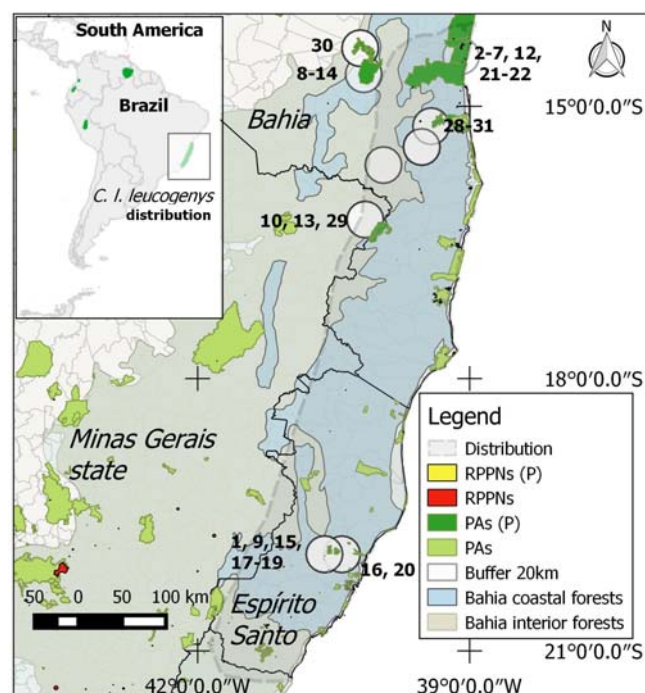 South America
Brazil
C. l. leucogenys
distribution
30
8-14
2-7, 12,
21-22
15°0′0.0″S
Bahia
28-31
10, 13, 29
18°0′0.0″S
Minas Gerais
state
1, 9, 15,
17-19
16, 20
Espírito
Santo
50 0 50 100 km
42°0′0.0″W
39°0′0.0″W
21°0′0.0″S
Legend
Distribution
RPPNs (P)
RPPNs
PAs (P)
PAs
Buffer 20km
Bahia coastal forests
Bahia interior forests
N